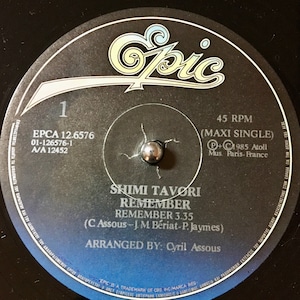 Epic
1
45 RPM
EPCA 12.6576
01-126576-1
A/A 12452
(MAXI SINGLE)
Ⓟ+Ⓒ1985 Atoll
Mus. Paris-France
SHIMI TAVORI
REMEMBER
REMEMBER 3.35
(C Assous-J.M.Bériat-P.Jaymes)
ARRANGED BY: Cyril Assous